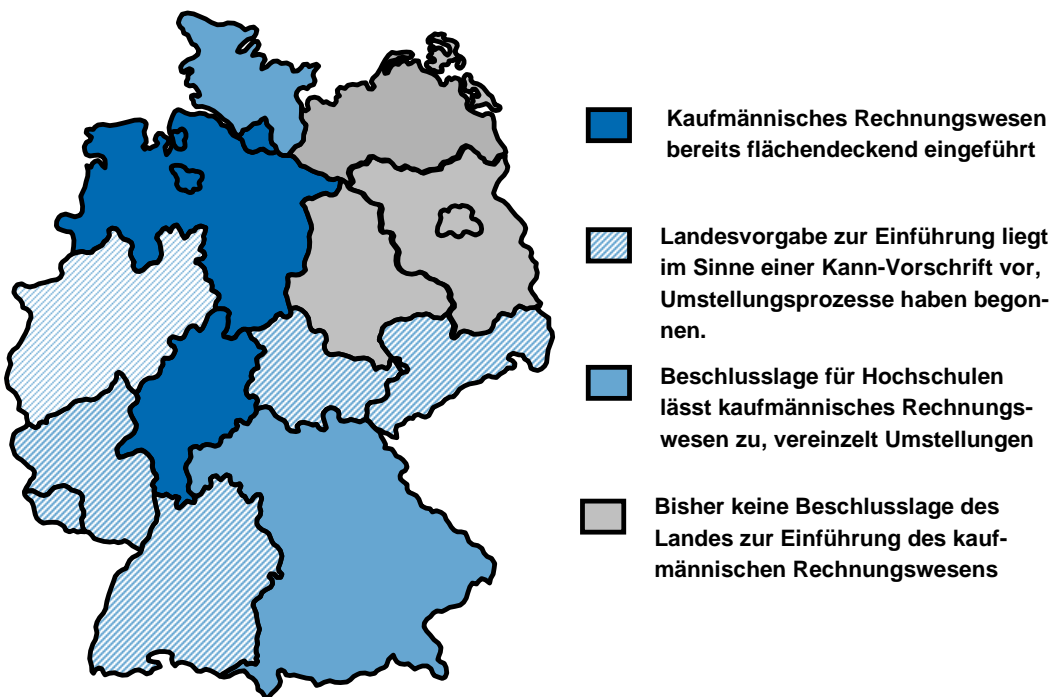 Kaufmännisches Rechnungswesen
bereits flächendeckend eingeführt
Landesvorgabe zur Einführung liegt
im Sinne einer Kann-Vorschrift vor,
Umstellungsprozesse haben begon-
nen.
Beschlusslage für Hochschulen
lässt kaufmännisches Rechnungs-
wesen zu, vereinzelt Umstellungen
Bisher keine Beschlusslage des
Landes zur Einführung des kauf-
männischen Rechnungswesens